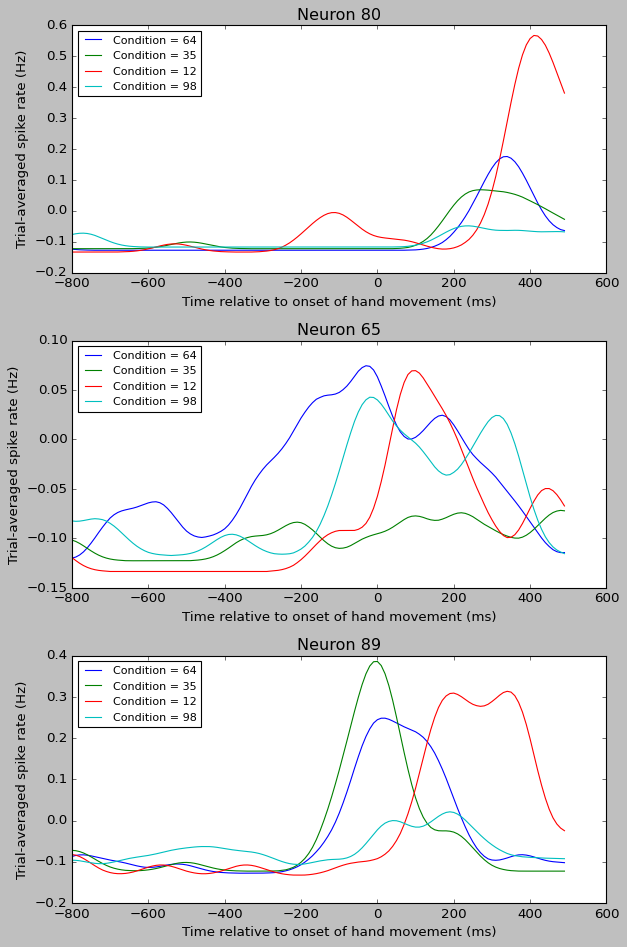 Neuron 80
Trial-averaged spike rate (Hz)
0.6
0.5
0.4
0.3
0.2
0.1
0.0
−0.1
−0.2
Condition = 64
Condition = 35
Condition = 12
Condition = 98
−800 −600 −400 −200 0 200 400 600
Time relative to onset of hand movement (ms)
Neuron 65
Trial-averaged spike rate (Hz)
0.10
0.05
0.00
−0.05
−0.10
−0.15
Condition = 64
Condition = 35
Condition = 12
Condition = 98
−800 −600 −400 −200 0 200 400 600
Time relative to onset of hand movement (ms)
Neuron 89
Trial-averaged spike rate (Hz)
0.4
0.3
0.2
0.1
0.0
−0.1
−0.2
Condition = 64
Condition = 35
Condition = 12
Condition = 98
−800 −600 −400 −200 0 200 400 600
Time relative to onset of hand movement (ms)